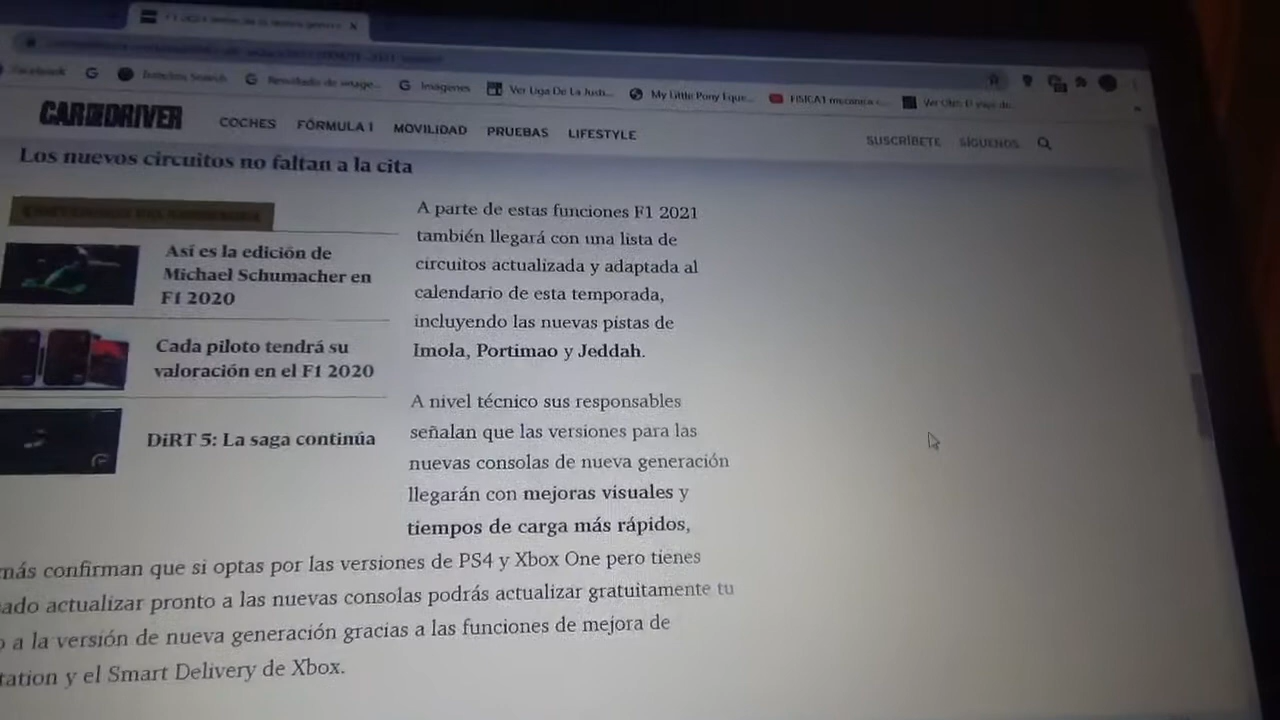 Facebook
Resultado de image...
Imágenes
Ver Liga De La Justi...
My Little Pony Eque...
FISICA1 mecanica c...
CAR AND DRIVER
COCHES FÓRMULA 1 MOVILIDAD PRUEBAS LIFESTYLE
SUSCRÍBETE SÍGUENOS
Los nuevos circuitos no faltan a la cita
Así es la edición de
Michael Schumacher en
F1 2020
Cada piloto tendrá su
valoración en el F1 2020
DiRT 5: La saga continúa
A parte de estas funciones F1 2021
también llegará con una lista de
circuitos actualizada y adaptada al
calendario de esta temporada,
incluyendo las nuevas pistas de
Imola, Portimao y Jeddah.
A nivel técnico sus responsables
señalan que las versiones para las
nuevas consolas de nueva generación
llegarán con mejoras visuales y
tiempos de carga más rápidos,
más confirman que si optas por las versiones de PS4 y Xbox One pero tienes
ado actualizar pronto a las nuevas consolas podrás actualizar gratuitamente tu
o a la versión de nueva generación gracias a las funciones de mejora de
tation y el Smart Delivery de Xbox.